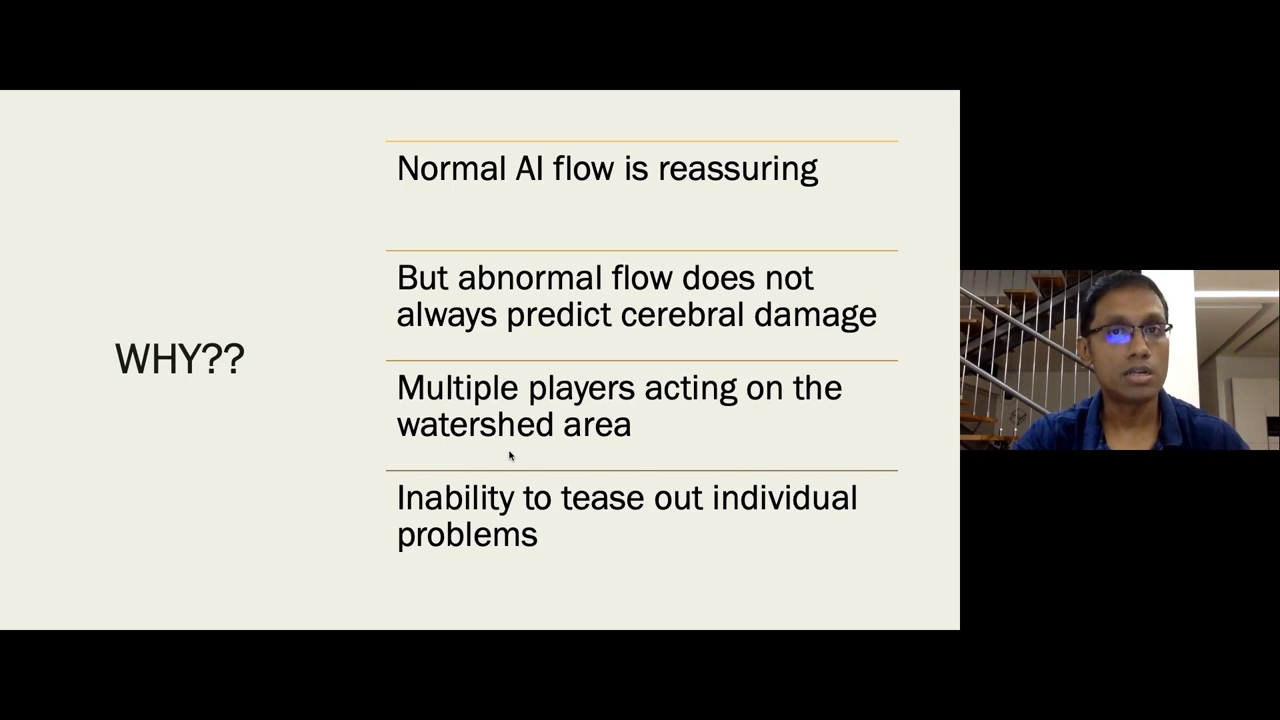 WHY??
Normal AI flow is reassuring
But abnormal flow does not
always predict cerebral damage
Multiple players acting on the
watershed area
Inability to tease out individual
problems